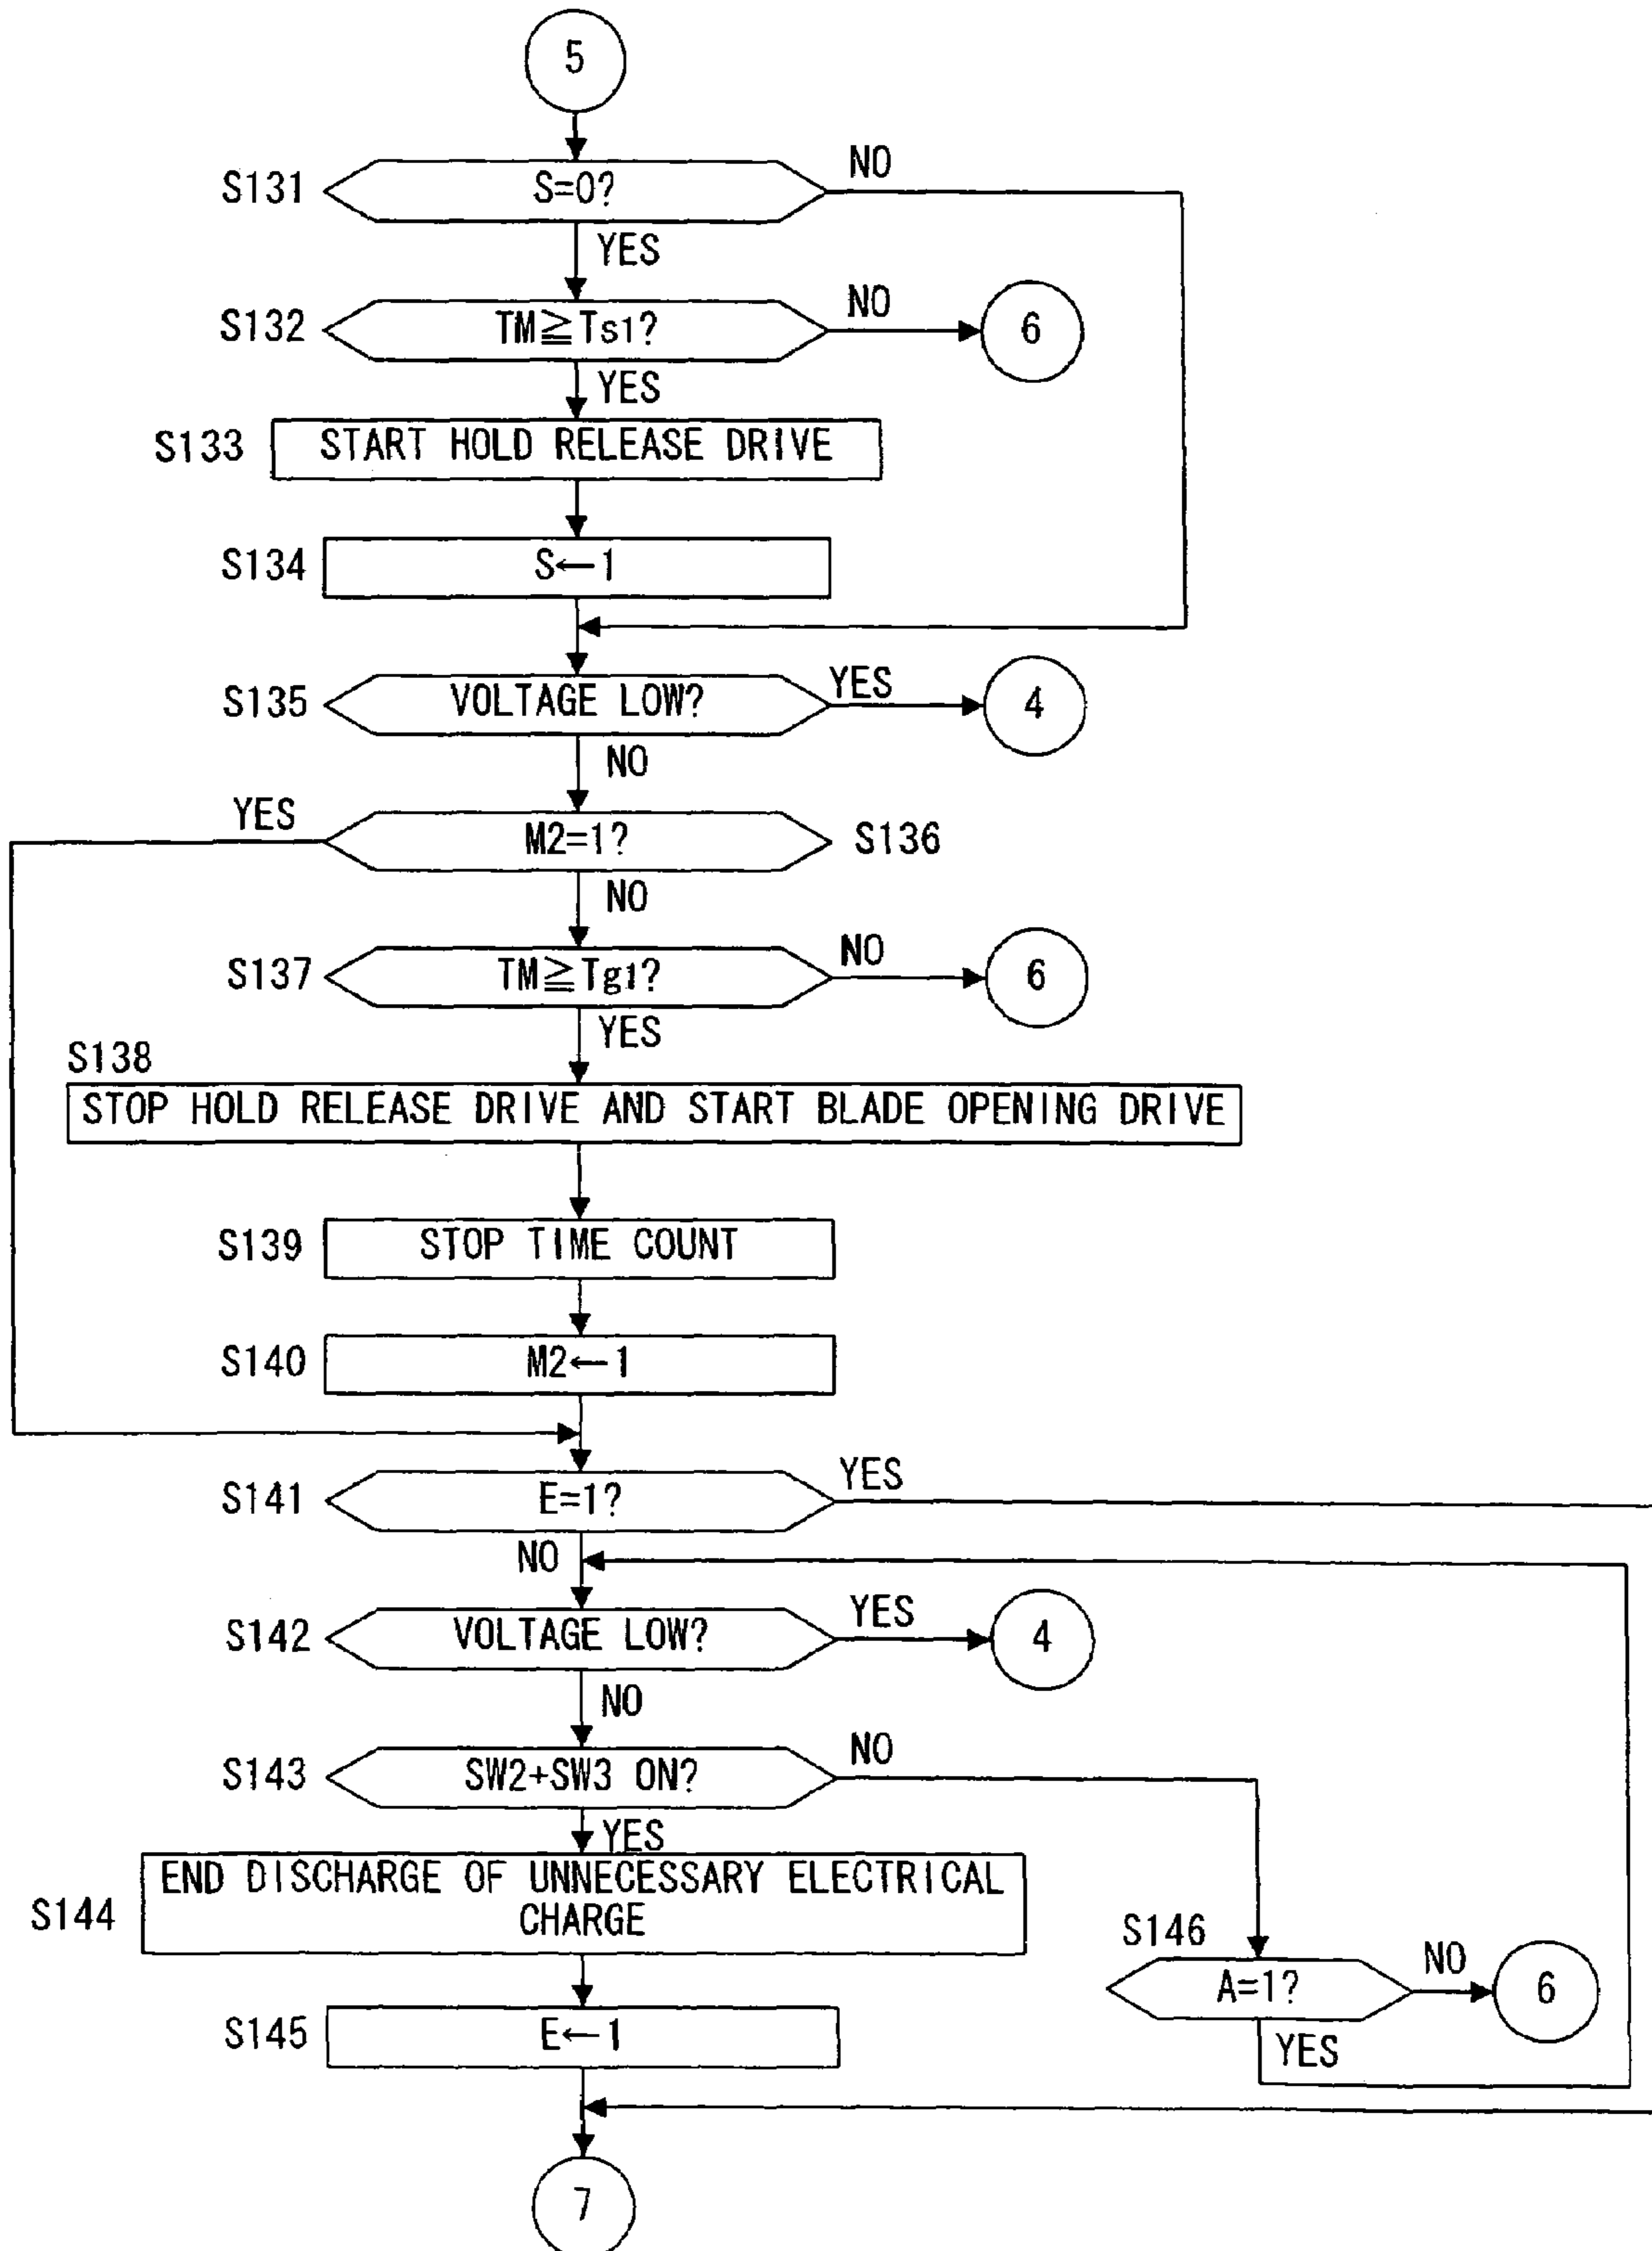 5
S131 S=0? NO
YES
S132 TM≧Ts1? NO 6
YES
S133 START HOLD RELEASE DRIVE
S134 S←1
S135 VOLTAGE LOW? YES 4
NO
YES M2=1? S136
NO
S137 TM≧Tg1? NO 6
YES
S138
STOP HOLD RELEASE DRIVE AND START BLADE OPENING DRIVE
S139 STOP TIME COUNT
S140 M2←1
S141 E=1? YES
NO
S142 VOLTAGE LOW? YES 4
NO
S143 SW2+SW3 ON? NO
YES
S144 END DISCHARGE OF UNNECESSARY ELECTRICAL
CHARGE
S146
A=1? NO 6
YES
S145 E←1
7